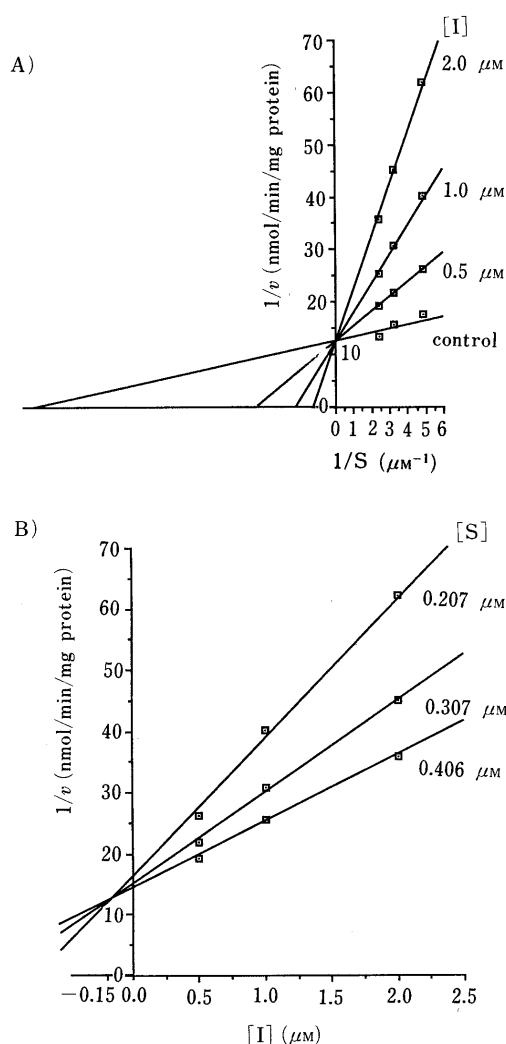 A)
[I]
2.0 μM
1.0 μM
0.5 μM
control
1/v (nmol/min/mg protein)
70
60
50
40
30
20
10
0
0 1 2 3 4 5 6
1/S (μM⁻¹)
B)
[S]
0.207 μM
0.307 μM
0.406 μM
1/v (nmol/min/mg protein)
70
60
50
40
30
20
10
0
−0.15 0.0 0.5 1.0 1.5 2.0 2.5
[I] (μM)